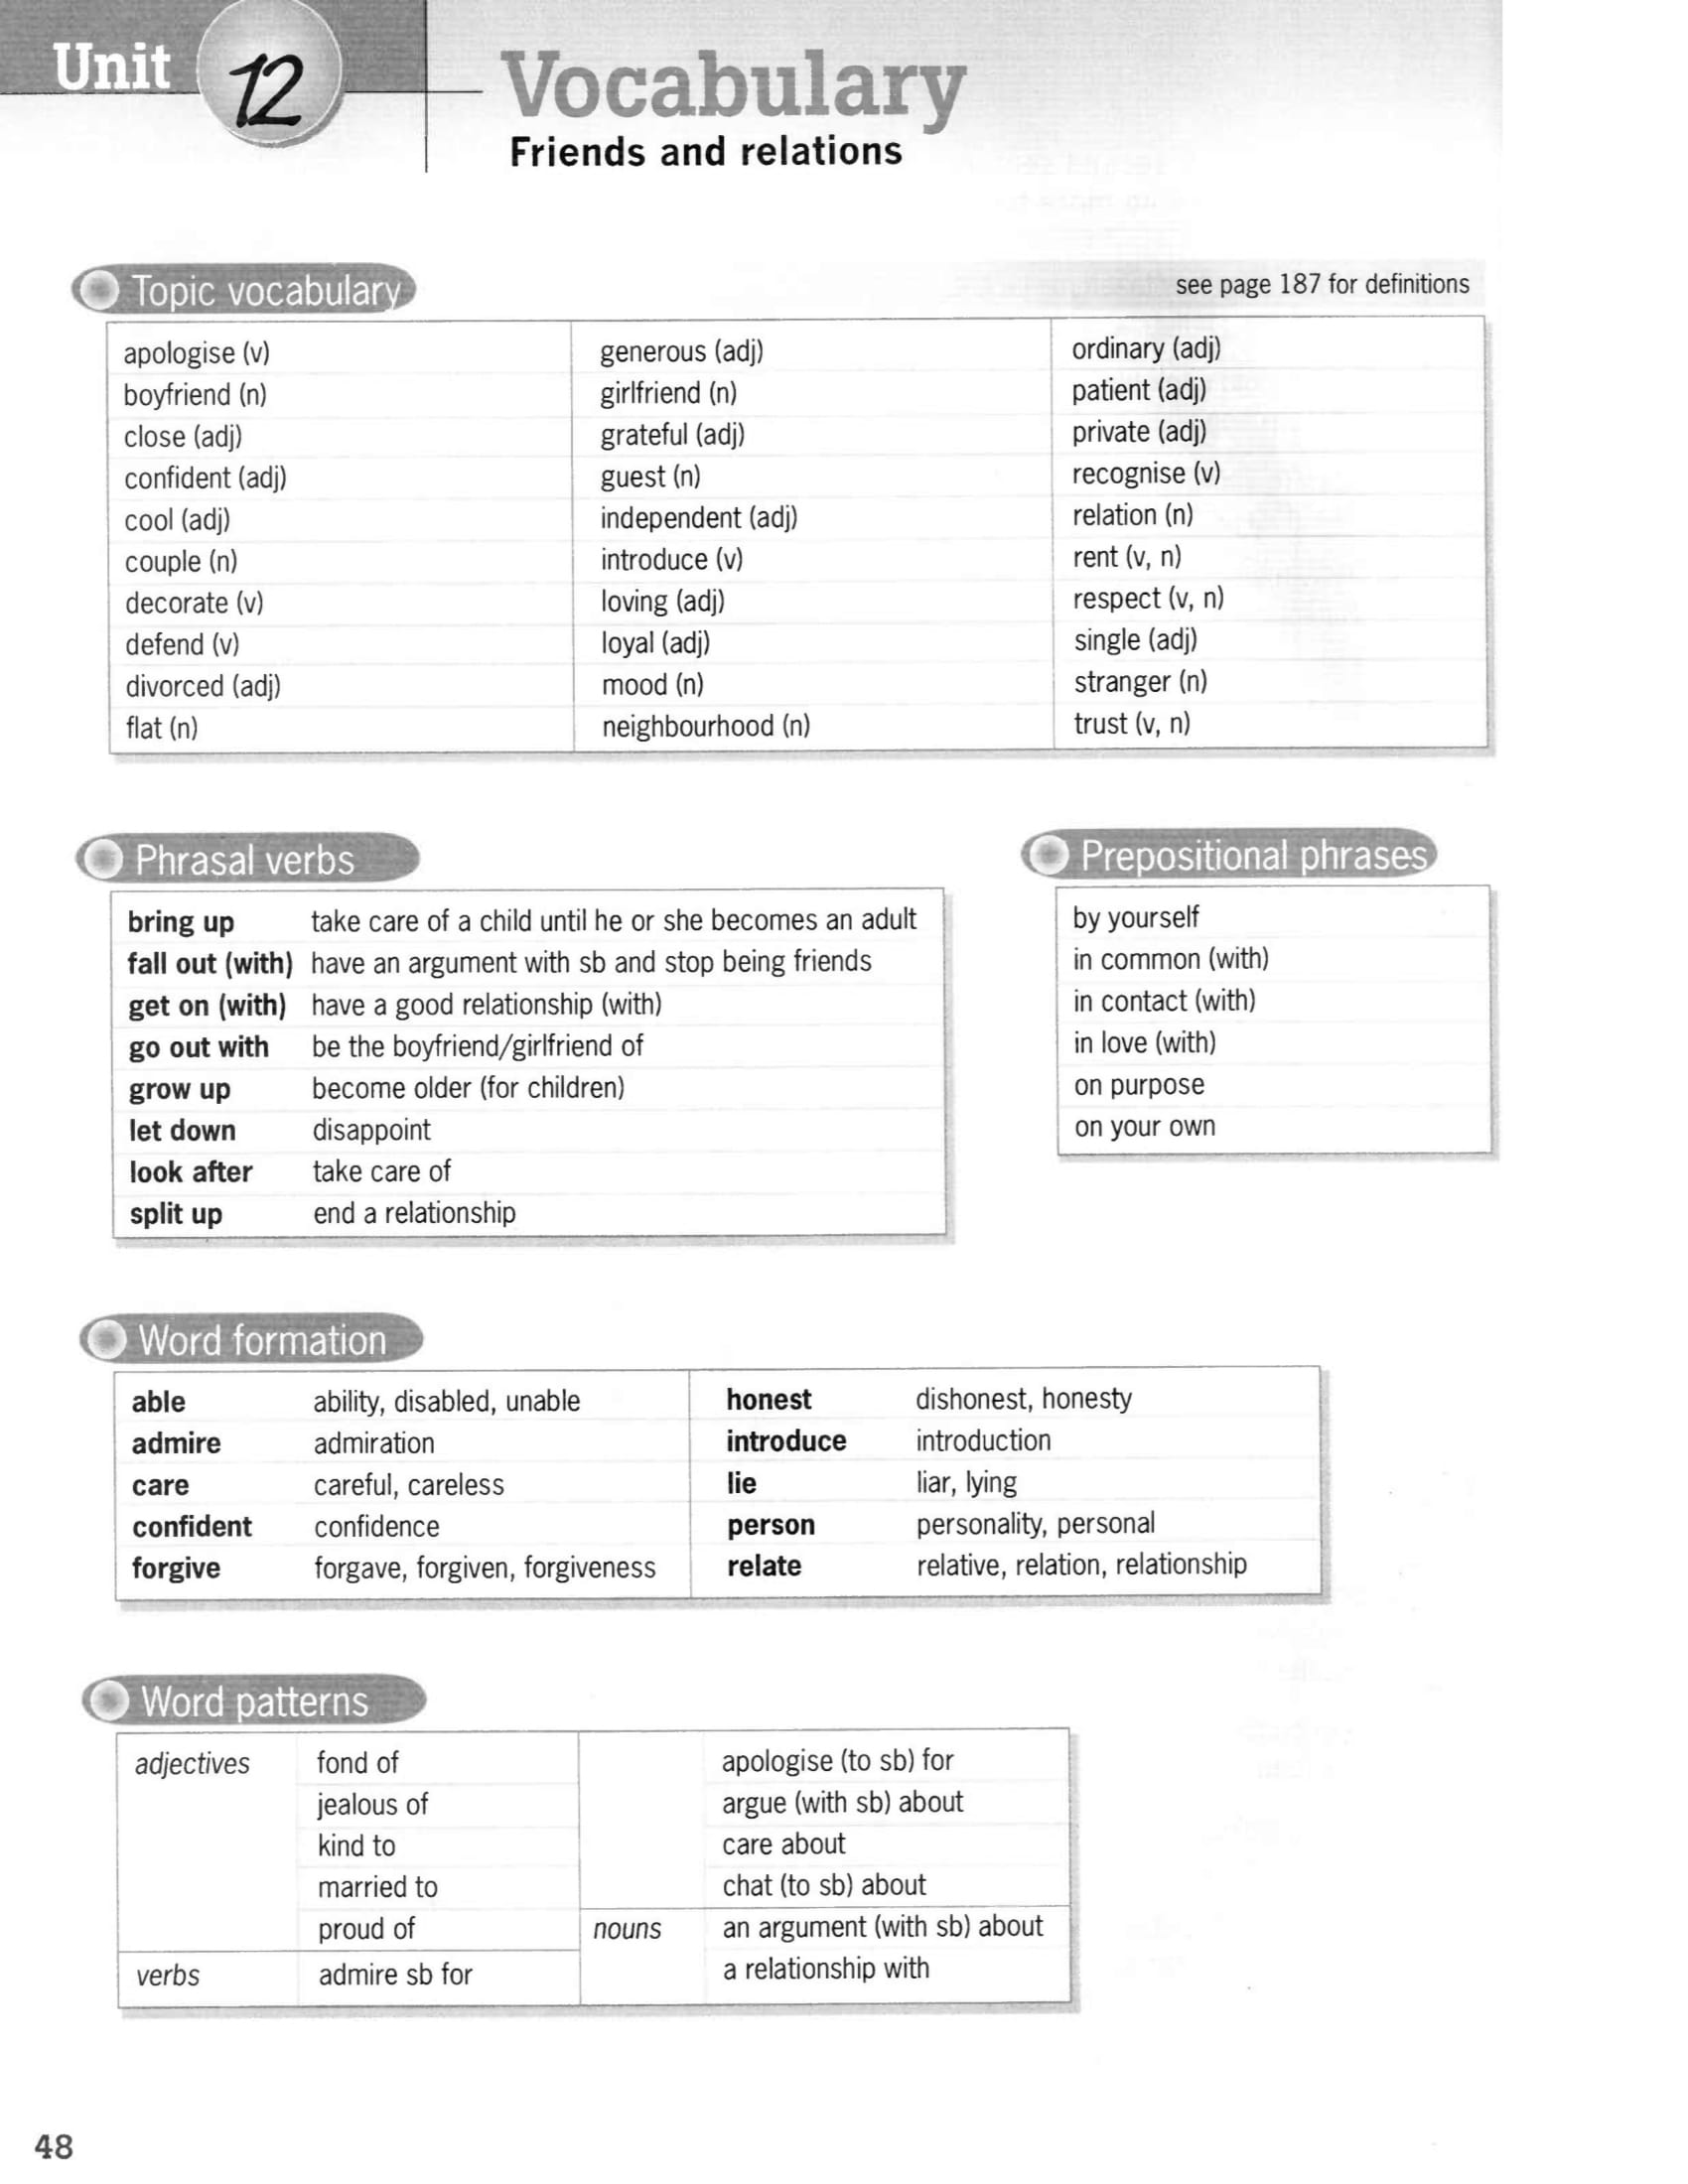 Unit 12
Vocabulary
Friends and relations
Topic vocabulary
see page 187 for definitions
apologise (v)
boyfriend (n)
close (adj)
confident (adj)
cool (adj)
couple (n)
decorate (v)
defend (v)
divorced (adj)
flat (n)
generous (adj)
girlfriend (n)
grateful (adj)
guest (n)
independent (adj)
introduce (v)
loving (adj)
loyal (adj)
mood (n)
neighbourhood (n)
ordinary (adj)
patient (adj)
private (adj)
recognise (v)
relation (n)
rent (v, n)
respect (v, n)
single (adj)
stranger (n)
trust (v, n)
Phrasal verbs
bring up take care of a child until he or she becomes an adult
fall out (with) have an argument with sb and stop being friends
get on (with) have a good relationship (with)
go out with be the boyfriend/girlfriend of
grow up become older (for children)
let down disappoint
look after take care of
split up end a relationship
Prepositional phrases
by yourself
in common (with)
in contact (with)
in love (with)
on purpose
on your own
Word formation
able ability, disabled, unable
admire admiration
care careful, careless
confident confidence
forgive forgave, forgiven, forgiveness
honest dishonest, honesty
introduce introduction
lie liar, lying
person personality, personal
relate relative, relation, relationship
Word patterns
adjectives fond of
jealous of
kind to
married to
proud of
verbs admire sb for
apologise (to sb) for
argue (with sb) about
care about
chat (to sb) about
nouns an argument (with sb) about
a relationship with
48